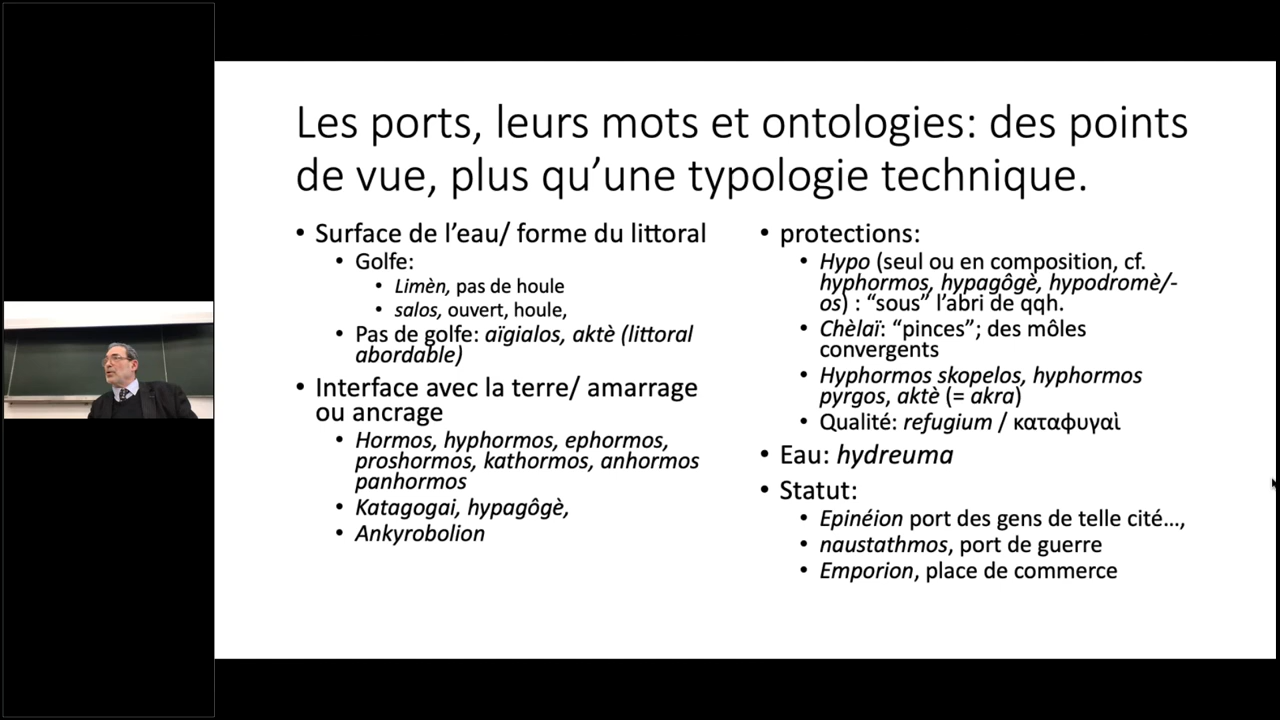 Les ports, leurs mots et ontologies: des points
de vue, plus qu’une typologie technique.
• Surface de l’eau/ forme du littoral
• Golfe:
• Limèn, pas de houle
• salos, ouvert, houle,
• Pas de golfe: aïgialos, aktè (littoral
abordable)
• Interface avec la terre/ amarrage
ou ancrage
• Hormos, hyphormos, ephormos,
proshormos, kathormos, anhormos
panhormos
• Katagogai, hypagôgè,
• Ankyrobolion
• protections:
• Hypo (seul ou en composition, cf.
hyphormos, hypagôgè, hypodromè/-
os) : “sous” l’abri de qqh.
• Chèlaï: “pinces”; des môles
convergents
• Hyphormos skopelos, hyphormos
pyrgos, aktè (= akra)
• Qualité: refugium / καταφυγαὶ
• Eau: hydreuma
• Statut:
• Epinéion port des gens de telle cité…,
• naustathmos, port de guerre
• Emporion, place de commerce